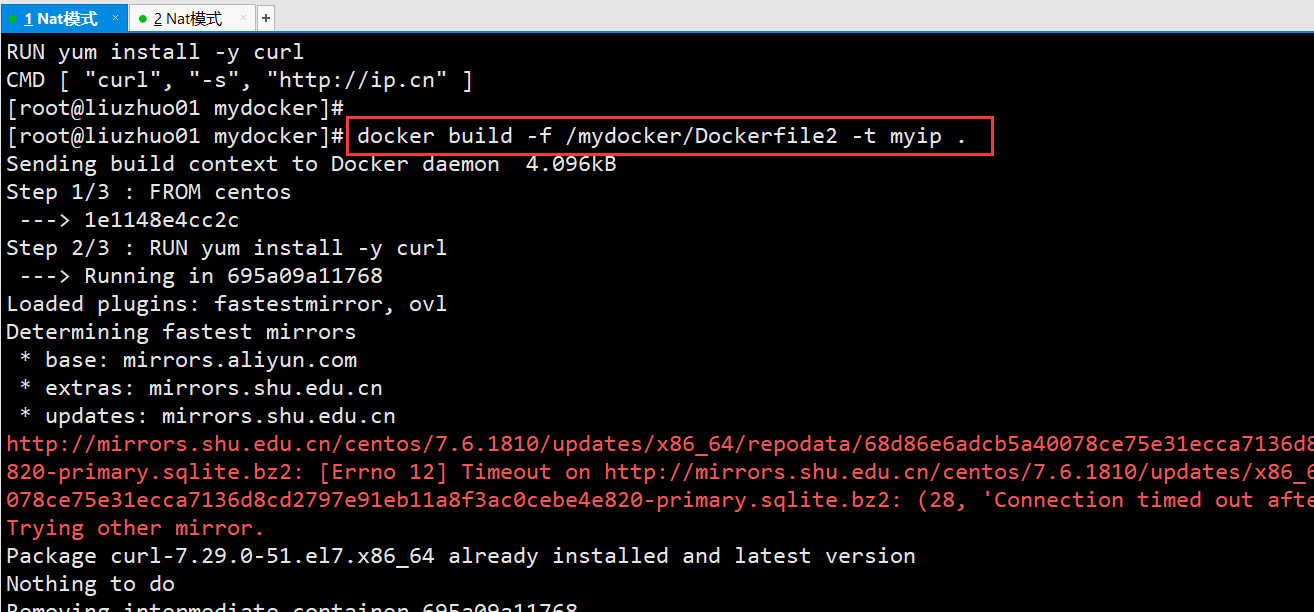 1 Nat模式 × 2 Nat模式 × +
RUN yum install -y curl
CMD [ "curl", "-s", "http://ip.cn" ]
[root@liuzhuo01 mydocker]#
[root@liuzhuo01 mydocker]# docker build -f /mydocker/Dockerfile2 -t myip .
Sending build context to Docker daemon  4.096kB
Step 1/3 : FROM centos
 ---> 1e1148e4cc2c
Step 2/3 : RUN yum install -y curl
 ---> Running in 695a09a11768
Loaded plugins: fastestmirror, ovl
Determining fastest mirrors
 * base: mirrors.aliyun.com
 * extras: mirrors.shu.edu.cn
 * updates: mirrors.shu.edu.cn
http://mirrors.shu.edu.cn/centos/7.6.1810/updates/x86_64/repodata/68d86e6adcb5a40078ce75e31ecca7136d8
820-primary.sqlite.bz2: [Errno 12] Timeout on http://mirrors.shu.edu.cn/centos/7.6.1810/updates/x86_6
078ce75e31ecca7136d8cd2797e91eb11a8f3ac0cebe4e820-primary.sqlite.bz2: (28, 'Connection timed out afte
Trying other mirror.
Package curl-7.29.0-51.el7.x86_64 already installed and latest version
Nothing to do
Removing intermediate container 695a09a11768